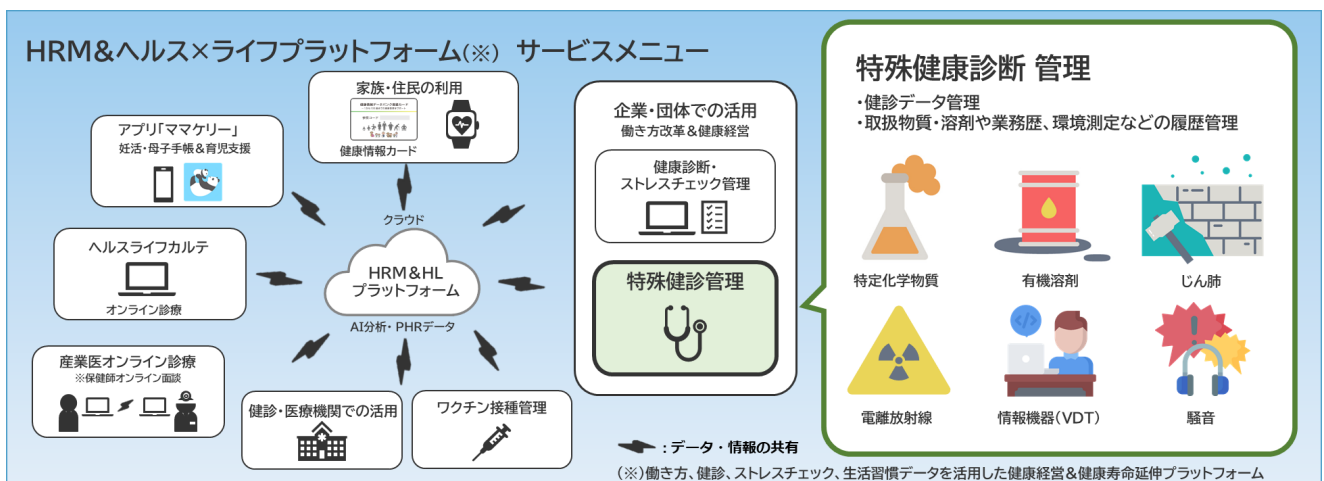 HRM&ヘルス×ライフプラットフォーム(※) サービスメニュー
家族・住民の利用
健康情報カード
アプリ「ママケリー」
妊活・母子手帳&育児支援
ヘルスライフカルテ
オンライン診療
産業医オンライン診療
※保健師オンライン面談
健診・医療機関での活用
ワクチン接種管理
クラウド
HRM&HL
プラットフォーム
AI分析・PHRデータ
企業・団体での活用
働き方改革&健康経営
健康診断・
ストレスチェック管理
特殊健診管理
:データ・情報の共有
特殊健康診断 管理
・健診データ管理
・取扱物質・溶剤や業務歴、環境測定などの履歴管理
特定化学物質
有機溶剤
じん肺
電離放射線
情報機器(VDT)
騒音
(※)働き方、健診、ストレスチェック、生活習慣データを活用した健康経営&健康寿命延伸プラットフォーム